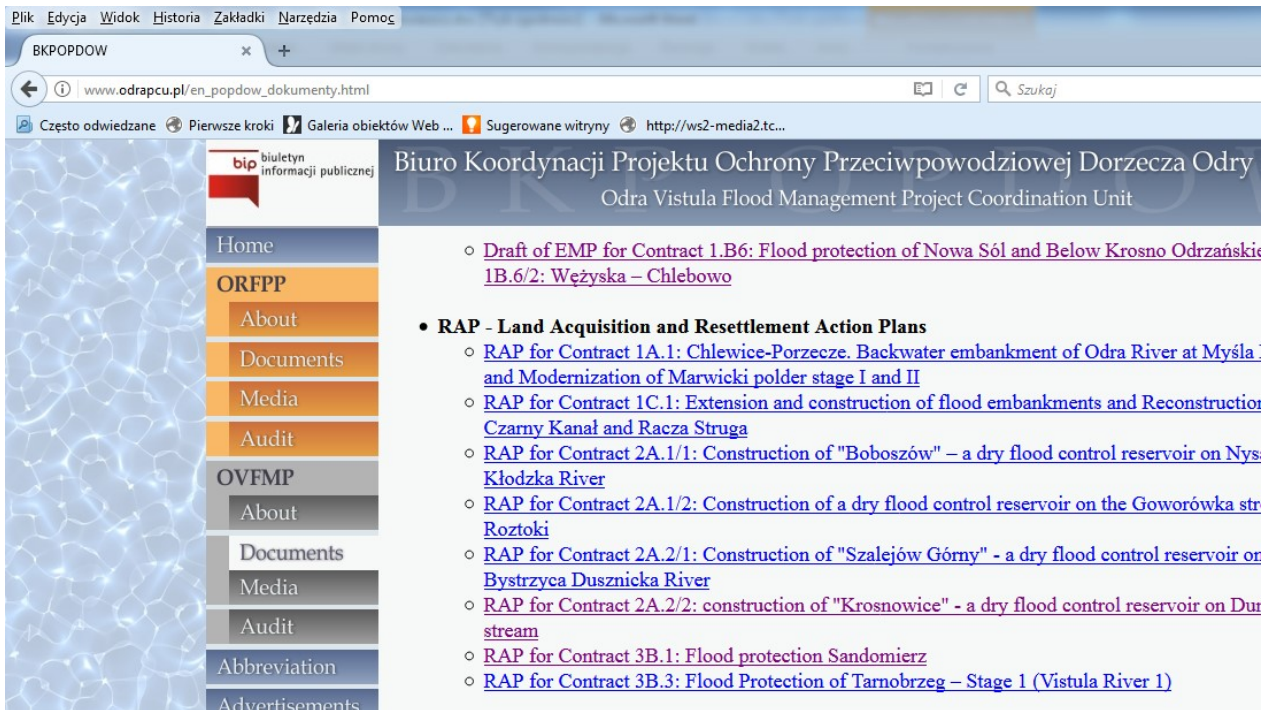 Plik Edycja Widok Historia Zakładki Narzędzia Pomoc
BKPOPDOW × +
www.odrapcu.pl/en_popdow_dokumenty.html
Szukaj
Często odwiedzane Pierwsze kroki Galeria obiektów Web ... Sugerowane witryny http://ws2-media2.tc...
bip biuletyn
informacji publicznej
Biuro Koordynacji Projektu Ochrony Przeciwpowodziowej Dorzecza Odry
Odra Vistula Flood Management Project Coordination Unit
BKPOPDOW
Home
ORFPP
About
Documents
Media
Audit
OVFMP
About
Documents
Media
Audit
Abbreviation
Advertisements
Draft of EMP for Contract 1.B6: Flood protection of Nowa Sól and Below Krosno Odrzańskie
1B.6/2: Wężyska – Chlebowo
RAP - Land Acquisition and Resettlement Action Plans
RAP for Contract 1A.1: Chlewice-Porzecze. Backwater embankment of Odra River at Myśla
and Modernization of Marwicki polder stage I and II
RAP for Contract 1C.1: Extension and construction of flood embankments and Reconstruction
Czarny Kanał and Racza Struga
RAP for Contract 2A.1/1: Construction of "Boboszów" – a dry flood control reservoir on Nys
Kłodzka River
RAP for Contract 2A.1/2: Construction of a dry flood control reservoir on the Goworówka str
Roztoki
RAP for Contract 2A.2/1: Construction of "Szalejów Górny" - a dry flood control reservoir on
Bystrzyca Dusznicka River
RAP for Contract 2A.2/2: construction of "Krosnowice" - a dry flood control reservoir on Dun
stream
RAP for Contract 3B.1: Flood protection Sandomierz
RAP for Contract 3B.3: Flood Protection of Tarnobrzeg – Stage 1 (Vistula River 1)